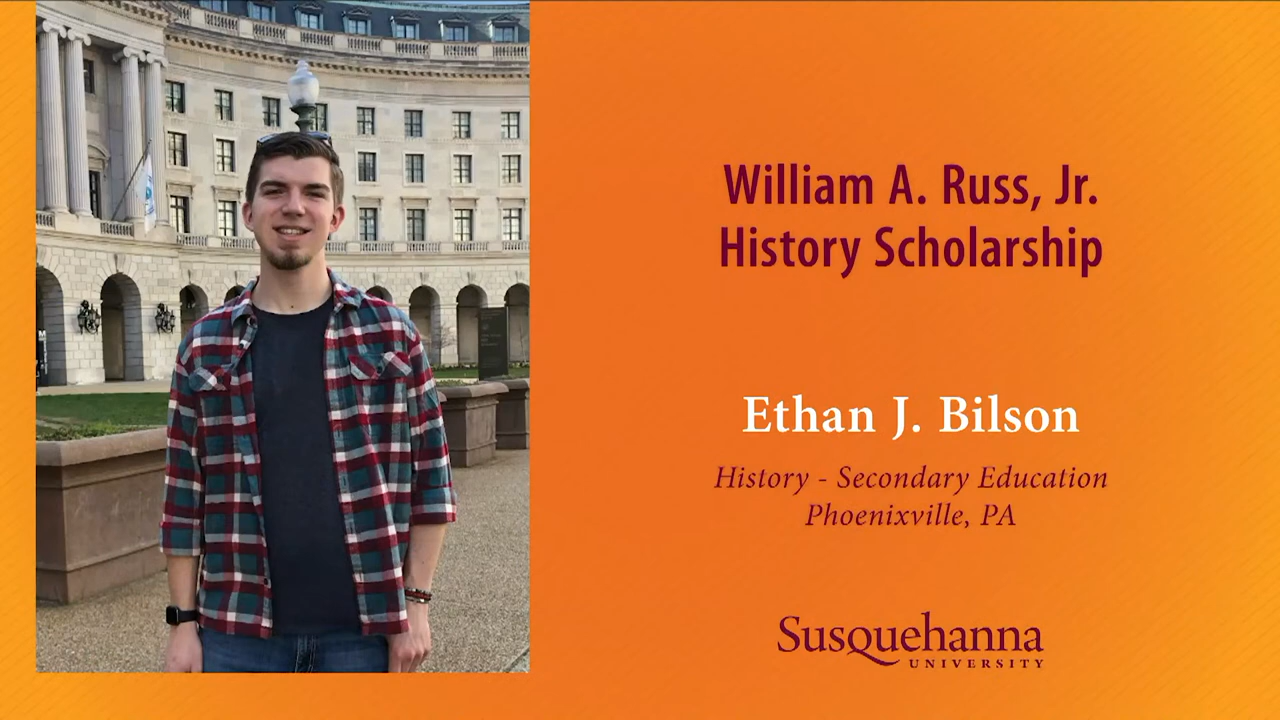 William A. Russ, Jr.
History Scholarship
Ethan J. Bilson
History - Secondary Education
Phoenixville, PA
Susquehanna
UNIVERSITY